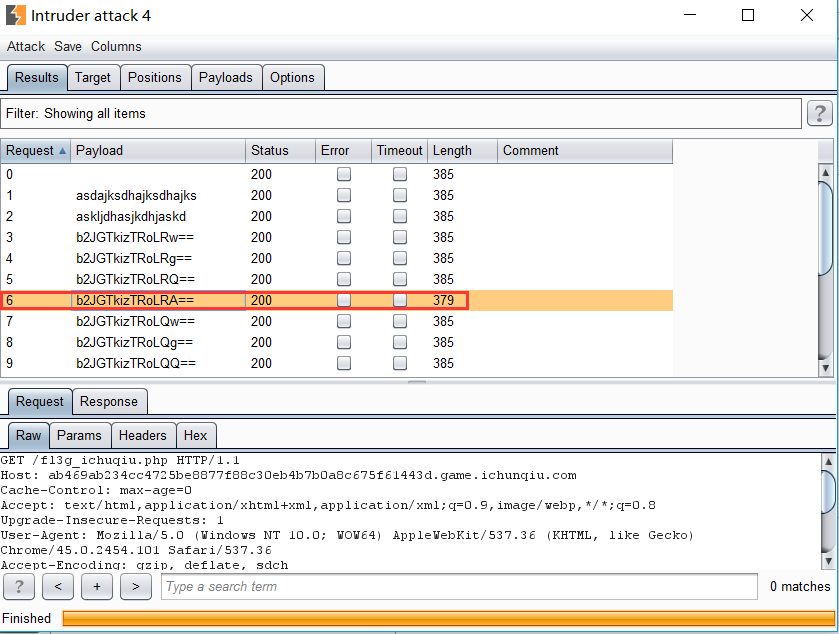 Intruder attack 4
Attack Save Columns
Results Target Positions Payloads Options
Filter: Showing all items ?
Request ▲ Payload Status Error Timeout Length Comment
0 200 385
1 asdajksdhajksdhajks 200 385
2 askljdhasjkdhjaskd 200 385
3 b2JGTkizTRoLRw== 200 385
4 b2JGTkizTRoLRg== 200 385
5 b2JGTkizTRoLRQ== 200 385
6 b2JGTkizTRoLRA== 200 379
7 b2JGTkizTRoLQw== 200 385
8 b2JGTkizTRoLQg== 200 385
9 b2JGTkizTRoLQQ== 200 385
Request Response
Raw Params Headers Hex
GET /fl3g_ichuqiu.php HTTP/1.1
Host: ab469ab234cc4725be8877f88c30eb4b7b0a8c675f61443d.game.ichunqiu.com
Cache-Control: max-age=0
Accept: text/html,application/xhtml+xml,application/xml;q=0.9,image/webp,*/*;q=0.8
Upgrade-Insecure-Requests: 1
User-Agent: Mozilla/5.0 (Windows NT 10.0; WOW64) AppleWebKit/537.36 (KHTML, like Gecko)
Chrome/45.0.2454.101 Safari/537.36
Accept-Encoding: gzip, deflate, sdch
? < + > Type a search term 0 matches
Finished